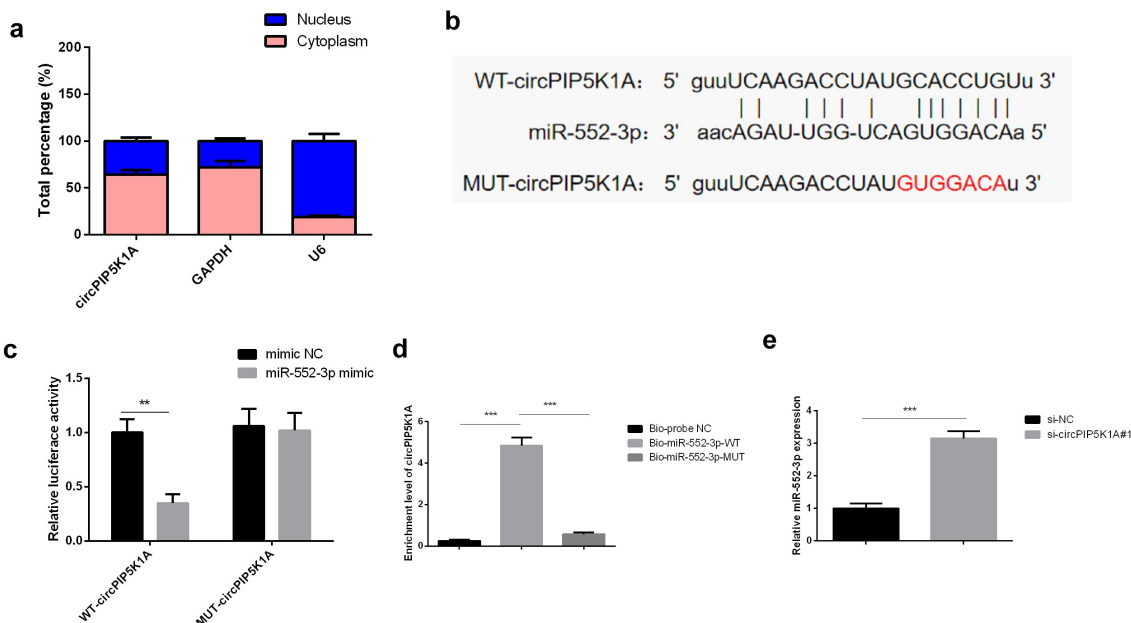 a
Nucleus
Cytoplasm
Total percentage (%)
200
150
100
50
0
circPIP5K1A
GAPDH
U6
b
WT-circPIP5K1A: 5' guuUCAAGACCUAUGCACCUGUu 3'
miR-552-3p: 3' aacAGAU-UGG-UCAGUGGACAa 5'
MUT-circPIP5K1A: 5' guuUCAAGACCUAUGUGGACAu 3'
c
mimic NC
miR-552-3p mimic
Relative luciferace activity
1.5
1.0
0.5
0.0
**
WT-circPIP5K1A
MUT-circPIP5K1A
d
Bio-probe NC
Bio-miR-552-3p-WT
Bio-miR-552-3p-MUT
Enrichment level of circPIP5K1A
6
4
2
0
***
***
e
si-NC
si-circPIP5K1A#1
Relative miR-552-3p expression
4
3
2
1
0
***